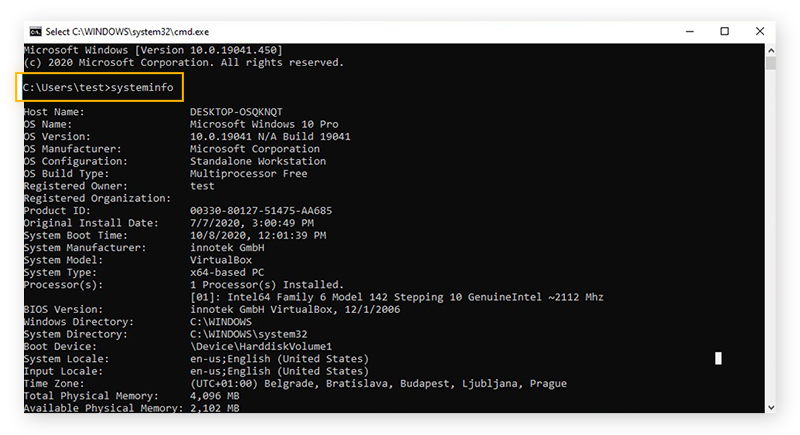 Select C:\WINDOWS\system32\cmd.exe
Microsoft Windows [Version 10.0.19041.450]
(c) 2020 Microsoft Corporation. All rights reserved.
C:\Users\test>systeminfo
Host Name: DESKTOP-OSQKNQT
OS Name: Microsoft Windows 10 Pro
OS Version: 10.0.19041 N/A Build 19041
OS Manufacturer: Microsoft Corporation
OS Configuration: Standalone Workstation
OS Build Type: Multiprocessor Free
Registered Owner: test
Registered Organization:
Product ID: 00330-80127-51475-AA685
Original Install Date: 7/7/2020, 3:00:49 PM
System Boot Time: 10/8/2020, 12:01:39 PM
System Manufacturer: innotek GmbH
System Model: VirtualBox
System Type: x64-based PC
Processor(s): 1 Processor(s) Installed.
[01]: Intel64 Family 6 Model 142 Stepping 10 GenuineIntel ~2112 Mhz
BIOS Version: innotek GmbH VirtualBox, 12/1/2006
Windows Directory: C:\WINDOWS
System Directory: C:\WINDOWS\system32
Boot Device: \Device\HarddiskVolume1
System Locale: en-us;English (United States)
Input Locale: en-us;English (United States)
Time Zone: (UTC+01:00) Belgrade, Bratislava, Budapest, Ljubljana, Prague
Total Physical Memory: 4,096 MB
Available Physical Memory: 2,102 MB